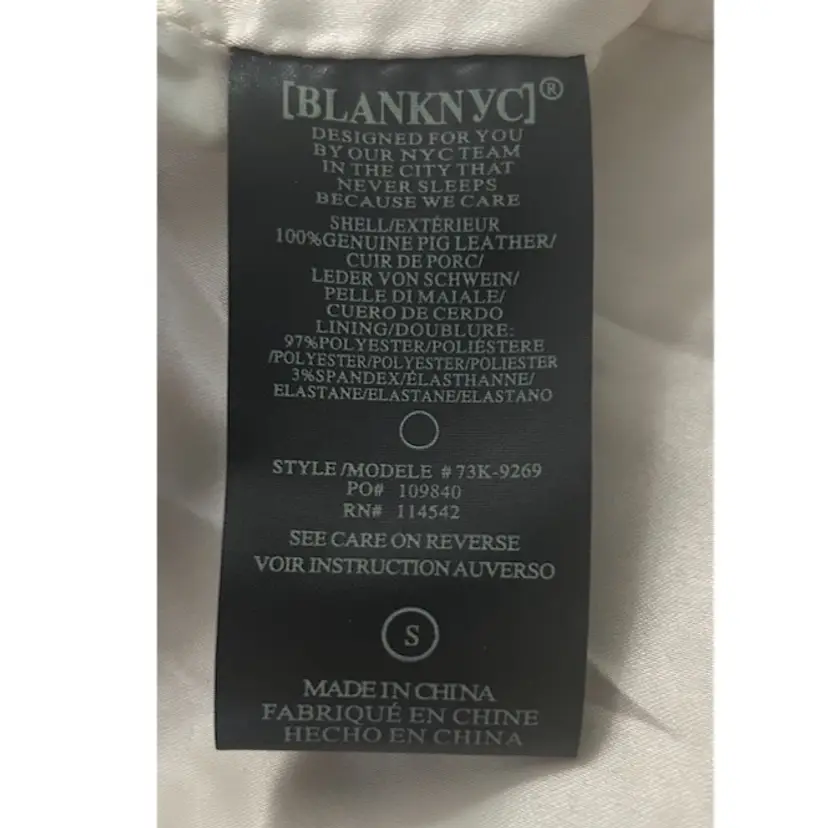 [BLANKNYC]®
DESIGNED FOR YOU
BY OUR NYC TEAM
IN THE CITY THAT
NEVER SLEEPS
BECAUSE WE CARE
SHELL/EXTÉRIEUR
100%GENUINE PIG LEATHER/
CUIR DE PORC/
LEDER VON SCHWEIN/
PELLE DI MAIALE/
CUERO DE CERDO
LINING/DOUBLURE:
97%POLYESTER/POLIÉSTERE
/POLYESTER/POLYESTER/POLIESTER
3%SPANDEX/ÉLASTHANNE/
ELASTANE/ELASTANE/ELASTANO
STYLE/MODELE #73K-9269
PO# 109840
RN# 114542
SEE CARE ON REVERSE
VOIR INSTRUCTION AUVERSO
S
MADE IN CHINA
FABRIQUÉ EN CHINE
HECHO EN CHINA